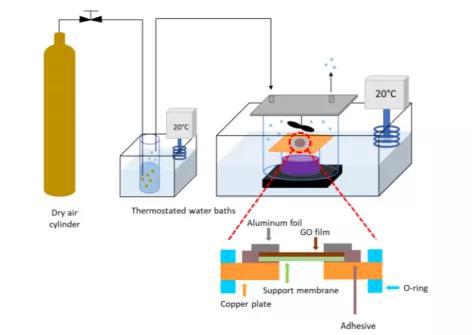 20°C
20°C
Dry air
cylinder
Thermostated water baths
Aluminum foil
GO film
Support membrane
O-ring
Copper plate
Adhesive